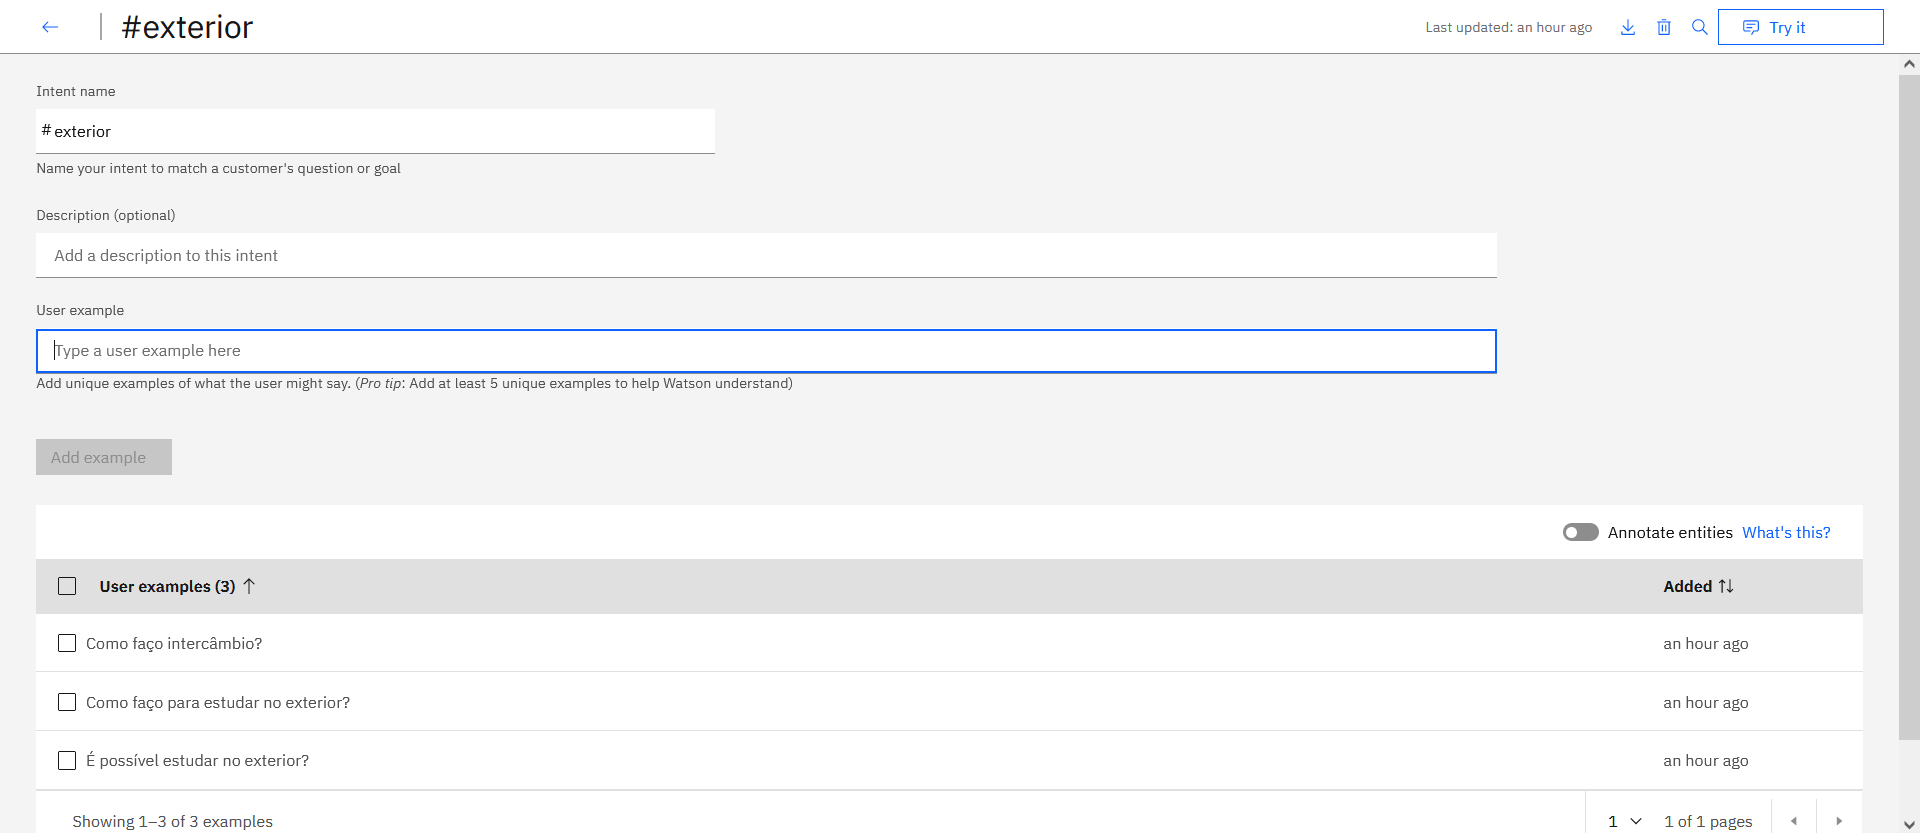 #exterior
Last updated: an hour ago
Try it
Intent name
# exterior
Name your intent to match a customer's question or goal
Description (optional)
Add a description to this intent
User example
Type a user example here
Add unique examples of what the user might say. (Pro tip: Add at least 5 unique examples to help Watson understand)
Add example
Annotate entities What's this?
User examples (3) Added
Como faço intercâmbio? an hour ago
Como faço para estudar no exterior? an hour ago
É possível estudar no exterior? an hour ago
Showing 1–3 of 3 examples 1 1 of 1 pages